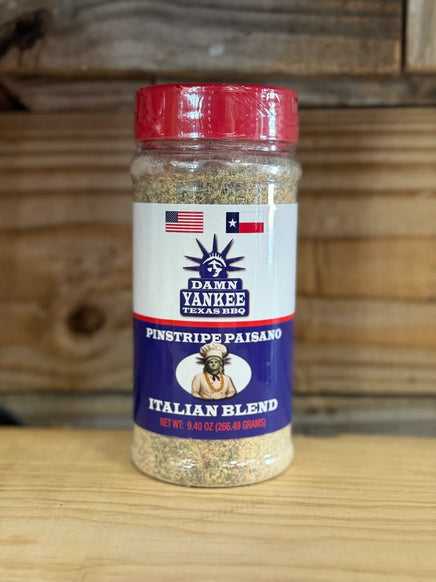 DAMN
YANKEE
TEXAS BBQ
PINSTRIPE PAISANO
ITALIAN BLEND
NET WT: 9.40 OZ (266.49 GRAMS)